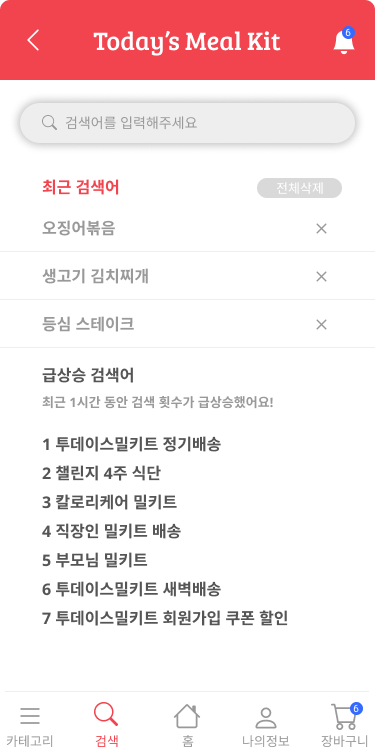 Today's Meal Kit
6
검색어를 입력해주세요
최근 검색어
전체삭제
오징어볶음
생고기 김치찌개
등심 스테이크
급상승 검색어
최근 1시간 동안 검색 횟수가 급상승했어요!
1 투데이스밀키트 정기배송
2 챌린지 4주 식단
3 칼로리케어 밀키트
4 직장인 밀키트 배송
5 부모님 밀키트
6 투데이스밀키트 새벽배송
7 투데이스밀키트 회원가입 쿠폰 할인
6
카테고리 검색 홈 나의정보 장바구니